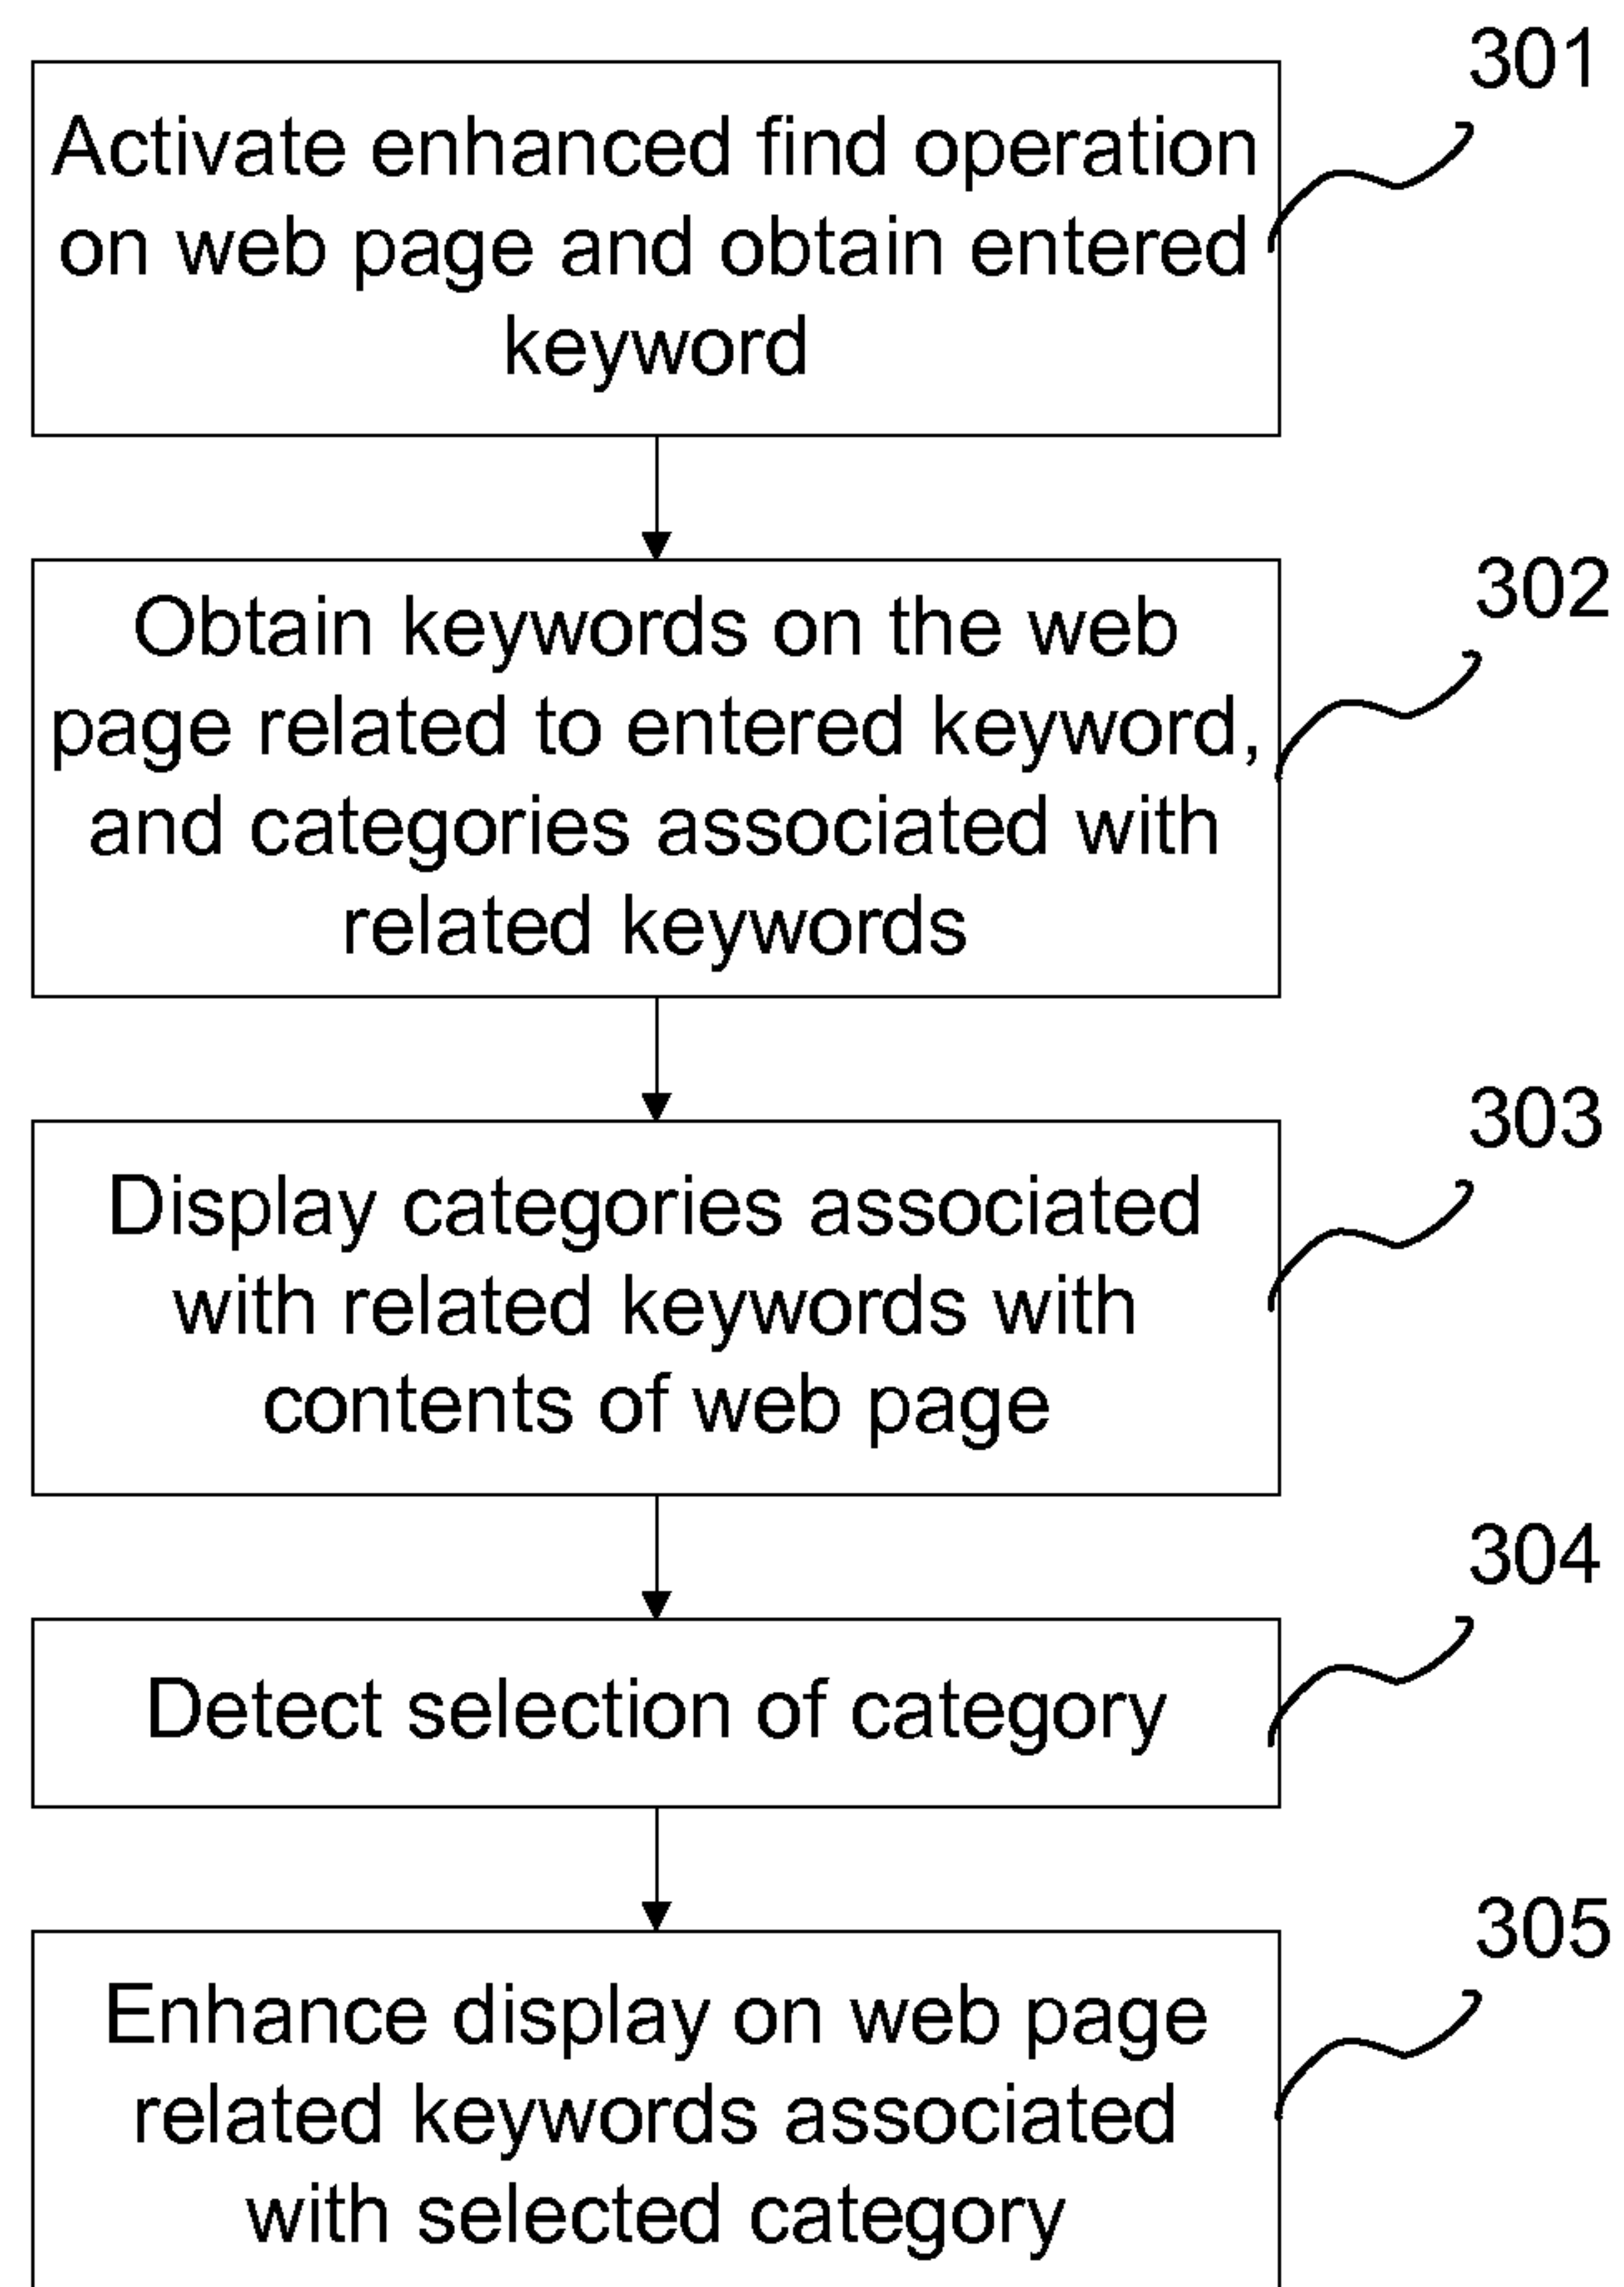 301
Activate enhanced find operation
on web page and obtain entered
keyword
302
Obtain keywords on the web
page related to entered keyword,
and categories associated with
related keywords
303
Display categories associated
with related keywords with
contents of web page
304
Detect selection of category
305
Enhance display on web page
related keywords associated
with selected category